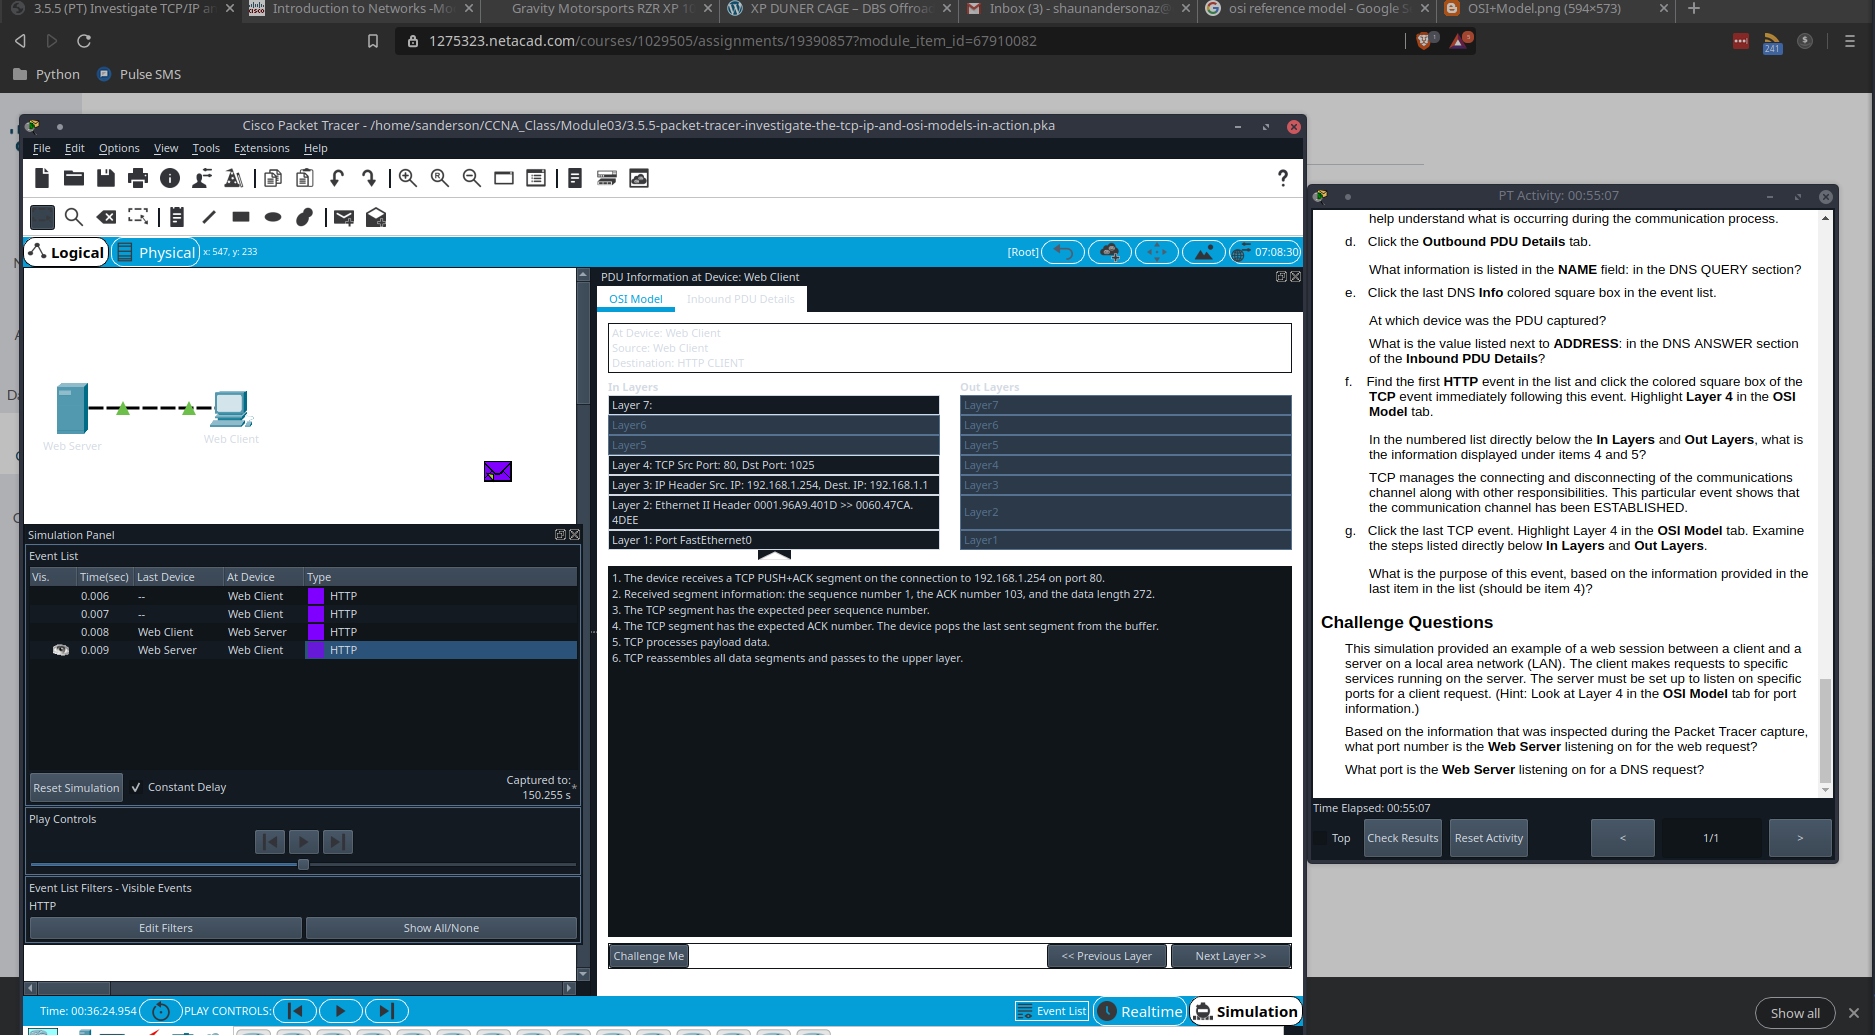 3.5.5 (PT) Investigate TCP/IP an
Introduction to Networks -Mo
Gravity Motorsports RZR XP 10
XP DUNER CAGE – DBS Offroa
Inbox (3) - shaunandersonaz@
osi reference model - Google S
OSI+Model.png (594×573)
1275323.netacad.com/courses/1029505/assignments/19390857?module_item_id=67910082
241
Python
Pulse SMS
Cisco Packet Tracer - /home/sanderson/CCNA_Class/Module03/3.5.5-packet-tracer-investigate-the-tcp-ip-and-osi-models-in-action.pka
File Edit Options View Tools Extensions Help
Logical
Physical
x: 547, y: 233
[Root]
07:08:30
Web Server
Web Client
PDU Information at Device: Web Client
OSI Model
Inbound PDU Details
At Device: Web Client
Source: Web Client
Destination: HTTP CLIENT
In Layers
Out Layers
Layer 7:
Layer7
Layer6
Layer6
Layer5
Layer5
Layer 4: TCP Src Port: 80, Dst Port: 1025
Layer4
Layer 3: IP Header Src. IP: 192.168.1.254, Dest. IP: 192.168.1.1
Layer3
Layer 2: Ethernet II Header 0001.96A9.401D >> 0060.47CA.
4DEE
Layer2
Layer 1: Port FastEthernet0
Layer1
1. The device receives a TCP PUSH+ACK segment on the connection to 192.168.1.254 on port 80.
2. Received segment information: the sequence number 1, the ACK number 103, and the data length 272.
3. The TCP segment has the expected peer sequence number.
4. The TCP segment has the expected ACK number. The device pops the last sent segment from the buffer.
5. TCP processes payload data.
6. TCP reassembles all data segments and passes to the upper layer.
Challenge Me
<< Previous Layer
Next Layer >>
Simulation Panel
Event List
Vis. Time(sec) Last Device At Device Type
0.006 -- Web Client HTTP
0.007 -- Web Client HTTP
0.008 Web Client Web Server HTTP
0.009 Web Server Web Client HTTP
Reset Simulation
Constant Delay
Captured to:
150.255 s
Play Controls
Event List Filters - Visible Events
HTTP
Edit Filters
Show All/None
Time: 00:36:24.954
PLAY CONTROLS:
Event List
Realtime
Simulation
PT Activity: 00:55:07
help understand what is occurring during the communication process.
d. Click the Outbound PDU Details tab.
What information is listed in the NAME field: in the DNS QUERY section?
e. Click the last DNS Info colored square box in the event list.
At which device was the PDU captured?
What is the value listed next to ADDRESS: in the DNS ANSWER section
of the Inbound PDU Details?
f. Find the first HTTP event in the list and click the colored square box of the
TCP event immediately following this event. Highlight Layer 4 in the OSI
Model tab.
In the numbered list directly below the In Layers and Out Layers, what is
the information displayed under items 4 and 5?
TCP manages the connecting and disconnecting of the communications
channel along with other responsibilities. This particular event shows that
the communication channel has been ESTABLISHED.
g. Click the last TCP event. Highlight Layer 4 in the OSI Model tab. Examine
the steps listed directly below In Layers and Out Layers.
What is the purpose of this event, based on the information provided in the
last item in the list (should be item 4)?
Challenge Questions
This simulation provided an example of a web session between a client and a
server on a local area network (LAN). The client makes requests to specific
services running on the server. The server must be set up to listen on specific
ports for a client request. (Hint: Look at Layer 4 in the OSI Model tab for port
information.)
Based on the information that was inspected during the Packet Tracer capture,
what port number is the Web Server listening on for the web request?
What port is the Web Server listening on for a DNS request?
Time Elapsed: 00:55:07
Top
Check Results
Reset Activity
<
1/1
>
Show all